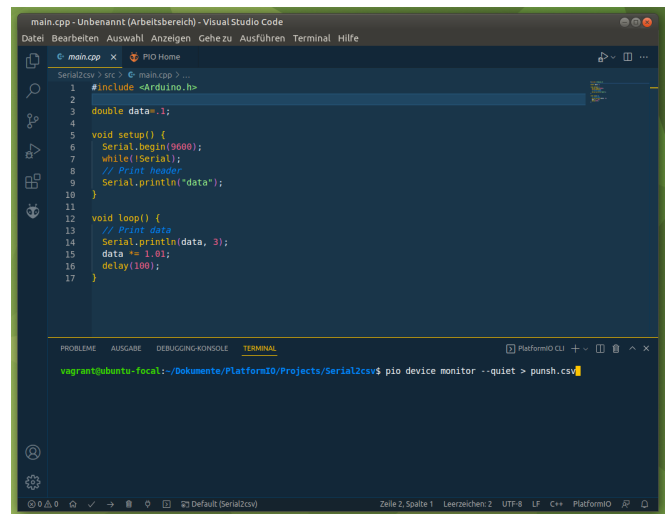 main.cpp - Unbenannt (Arbeitsbereich) - Visual Studio Code
Datei Bearbeiten Auswahl Anzeigen Gehe zu Ausführen Terminal Hilfe
main.cpp PIO Home
Serial2csv > src > main.cpp > ...
1 #include <Arduino.h>
2
3 double data=.1;
4
5 void setup() {
6 Serial.begin(9600);
7 while(!Serial);
8 // Print header
9 Serial.println("data");
10 }
11
12 void loop() {
13 // Print data
14 Serial.println(data, 3);
15 data *= 1.01;
16 delay(100);
17 }
PROBLEME AUSGABE DEBUGGING-KONSOLE TERMINAL PlatformIO CLI
vagrant@ubuntu-focal:~/Dokumente/PlatformIO/Projects/Serial2csv$ pio device monitor --quiet > punsh.csv
0 0 Default (Serial2csv) Zeile 2, Spalte 1 Leerzeichen: 2 UTF-8 LF C++ PlatformIO